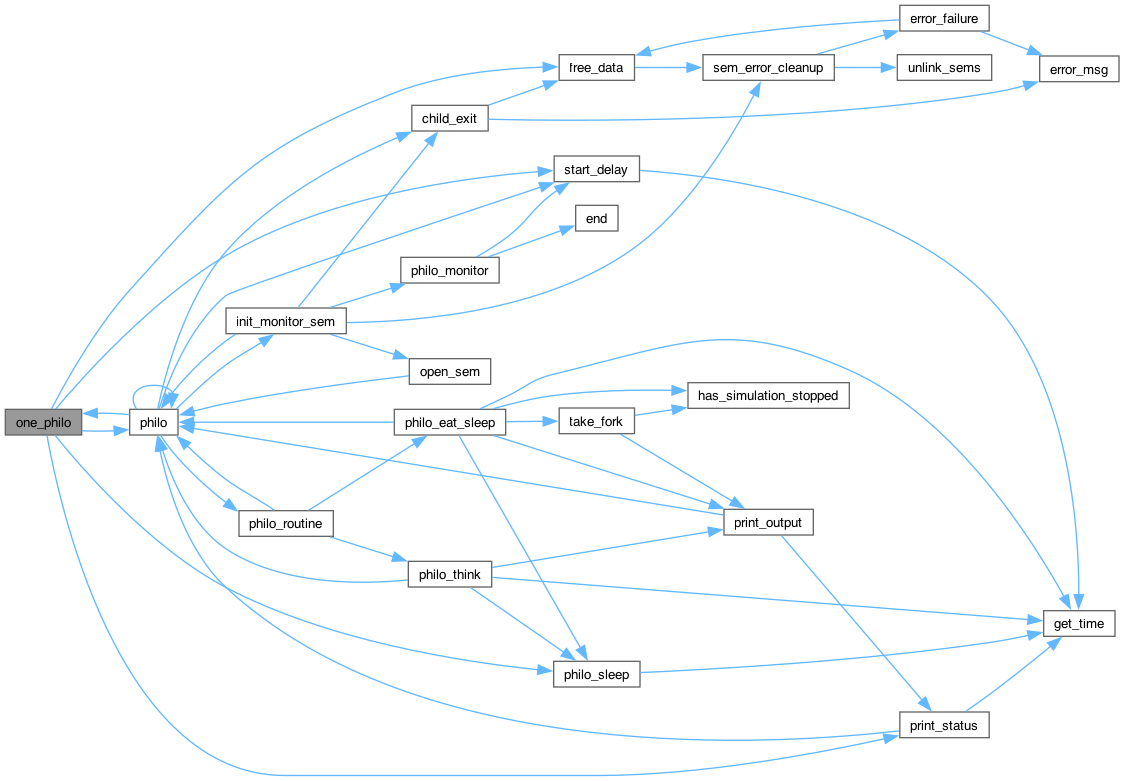 error_failure
free_data
sem_error_cleanup
unlink_sems
error_msg
child_exit
start_delay
end
philo_monitor
init_monitor_sem
open_sem
has_simulation_stopped
one_philo
philo
philo_eat_sleep
take_fork
philo_routine
print_output
philo_think
get_time
philo_sleep
print_status